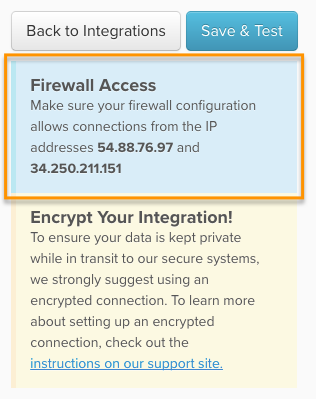 Back to Integrations
Save & Test
Firewall Access
Make sure your firewall configuration
allows connections from the IP
addresses 54.88.76.97 and
34.250.211.151
Encrypt Your Integration!
To ensure your data is kept private
while in transit to our secure systems,
we strongly suggest using an
encrypted connection. To learn more
about setting up an encrypted
connection, check out the
instructions on our support site.